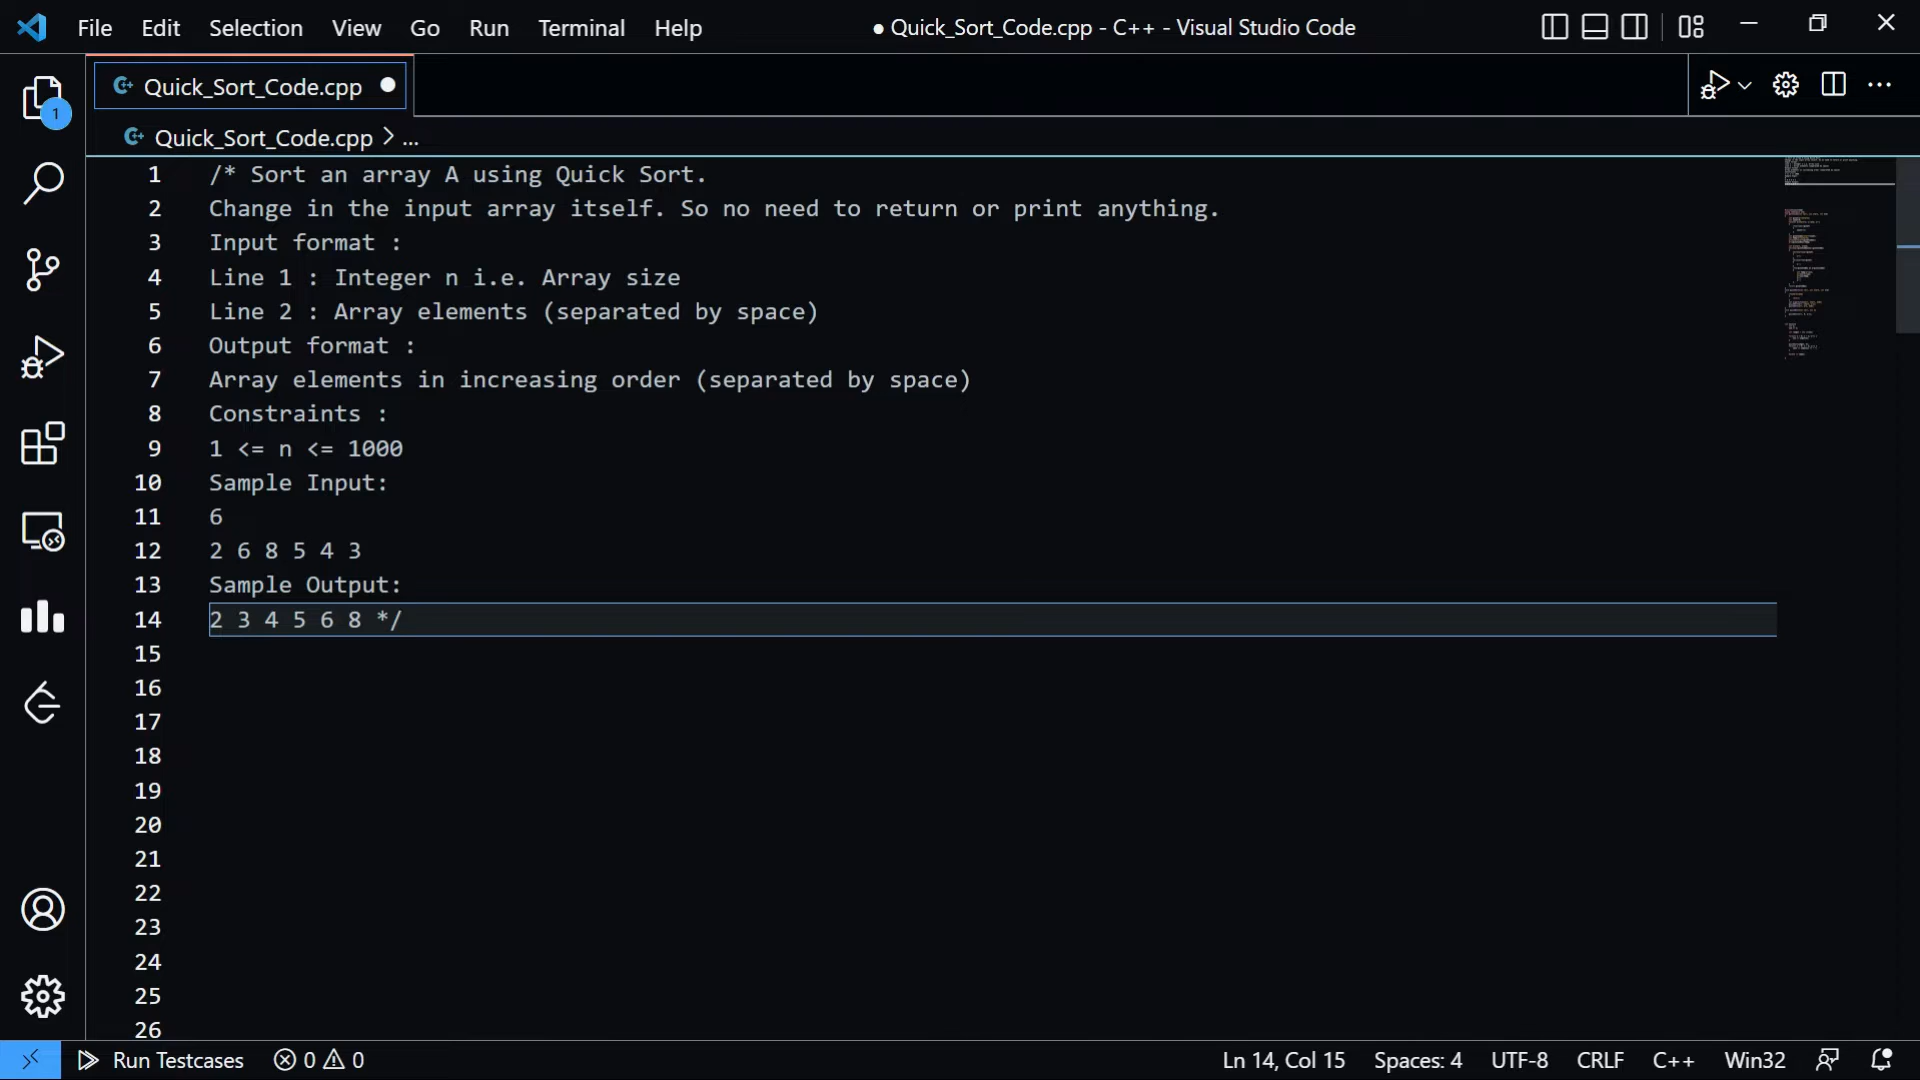 File Edit Selection View Go Run Terminal Help ● Quick_Sort_Code.cpp - C++ - Visual Studio Code
Quick_Sort_Code.cpp
1
Quick_Sort_Code.cpp > ...
1 /* Sort an array A using Quick Sort.
2 Change in the input array itself. So no need to return or print anything.
3 Input format :
4 Line 1 : Integer n i.e. Array size
5 Line 2 : Array elements (separated by space)
6 Output format :
7 Array elements in increasing order (separated by space)
8 Constraints :
9 1 <= n <= 1000
10 Sample Input:
11 6
12 2 6 8 5 4 3
13 Sample Output:
14 2 3 4 5 6 8 */
15
16
17
18
19
20
21
22
23
24
25
26
Run Testcases 0 0 Ln 14, Col 15 Spaces: 4 UTF-8 CRLF C++ Win32